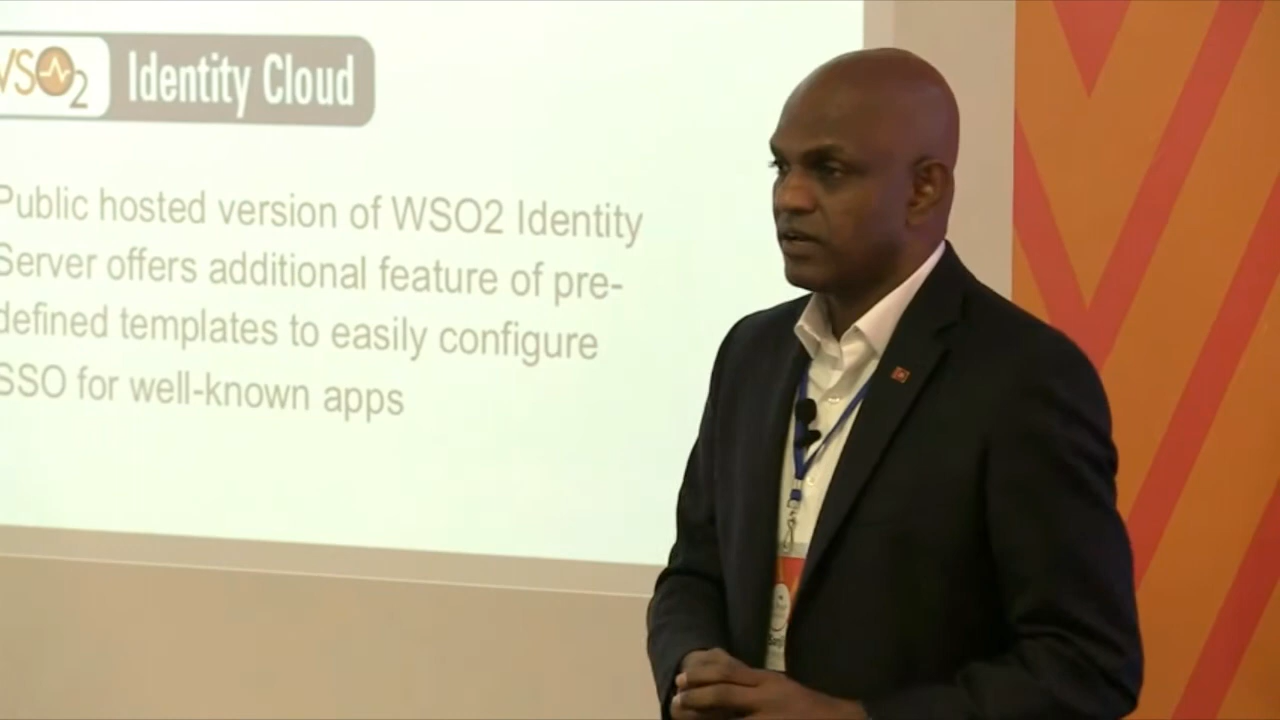 WSO2 Identity Cloud
Public hosted version of WSO2 Identity
Server offers additional feature of pre-
defined templates to easily configure
SSO for well-known apps